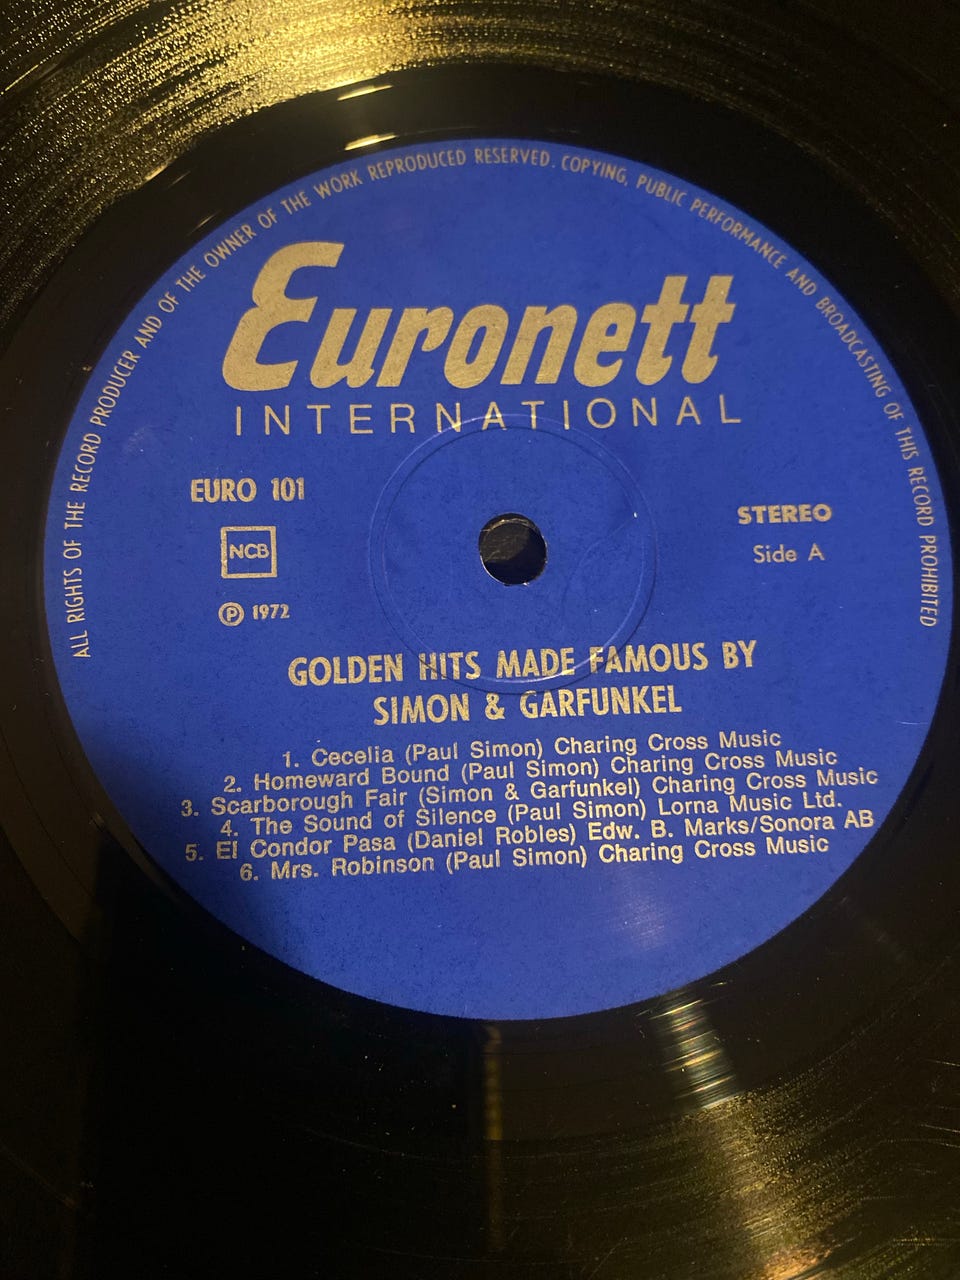 ALL RIGHTS OF THE RECORD PRODUCER AND OF THE OWNER OF THE WORK REPRODUCED RESERVED. COPYING, PUBLIC PERFORMANCE AND BROADCASTING OF THIS RECORD PROHIBITED
Euronett
INTERNATIONAL
EURO 101
NCB
Ⓟ 1972
STEREO
Side A
GOLDEN HITS MADE FAMOUS BY
SIMON & GARFUNKEL
1. Cecelia (Paul Simon) Charing Cross Music
2. Homeward Bound (Paul Simon) Charing Cross Music
3. Scarborough Fair (Simon & Garfunkel) Charing Cross Music
4. The Sound of Silence (Paul Simon) Lorna Music Ltd.
5. El Condor Pasa (Daniel Robles) Edw. B. Marks/Sonora AB
6. Mrs. Robinson (Paul Simon) Charing Cross Music